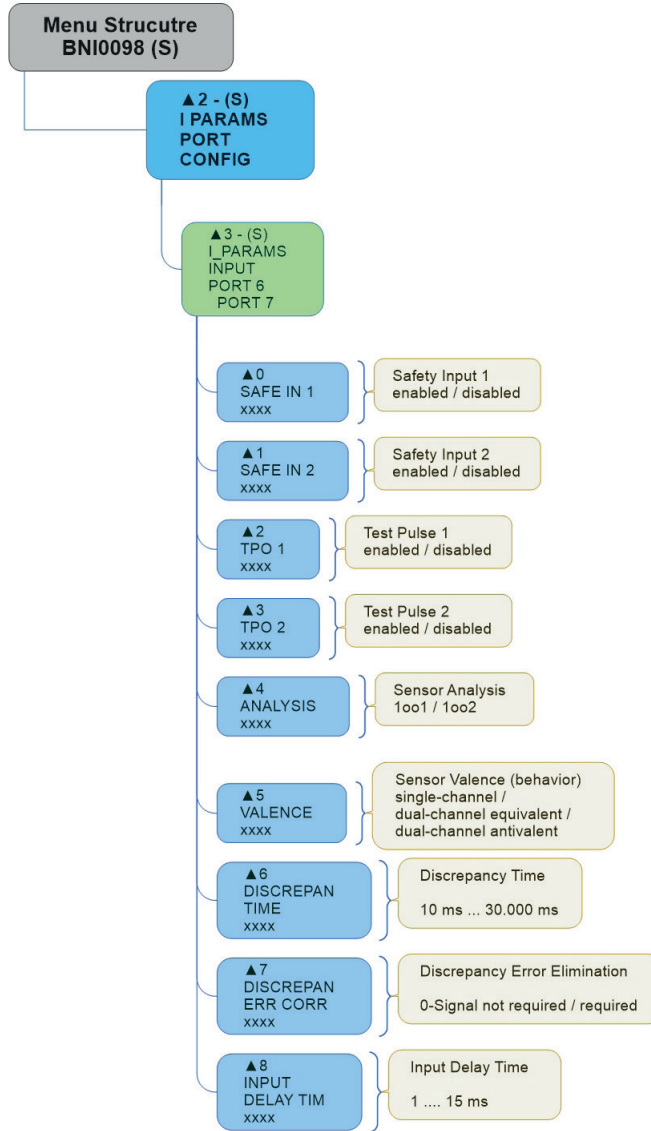 Menu Strucutre
BNI0098 (S)
▲2 - (S)
I PARAMS
PORT
CONFIG
▲3 - (S)
I_PARAMS
INPUT
PORT 6
PORT 7
▲0
SAFE IN 1
xxxx
Safety Input 1
enabled / disabled
▲1
SAFE IN 2
xxxx
Safety Input 2
enabled / disabled
▲2
TPO 1
xxxx
Test Pulse 1
enabled / disabled
▲3
TPO 2
xxxx
Test Pulse 2
enabled / disabled
▲4
ANALYSIS
xxxx
Sensor Analysis
1oo1 / 1oo2
▲5
VALENCE
xxxx
Sensor Valence (behavior)
single-channel /
dual-channel equivalent /
dual-channel antivalent
▲6
DISCREPAN
TIME
xxxx
Discrepancy Time
10 ms ... 30.000 ms
▲7
DISCREPAN
ERR CORR
xxxx
Discrepancy Error Elimination
0-Signal not required / required
▲8
INPUT
DELAY TIM
xxxx
Input Delay Time
1 .... 15 ms